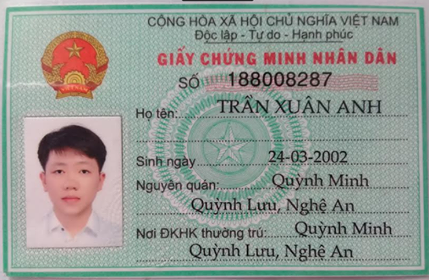 CỘNG HÒA XÃ HỘI CHỦ NGHĨA VIỆT NAM
Độc lập - Tự do - Hạnh phúc
GIẤY CHỨNG MINH NHÂN DÂN
SỐ 188008287
Họ tên: TRẦN XUÂN ANH
Sinh ngày 24-03-2002
Nguyên quán: Quỳnh Minh
Quỳnh Lưu, Nghệ An
Nơi ĐKHK thường trú: Quỳnh Minh
Quỳnh Lưu, Nghệ An
VIỆT NAM